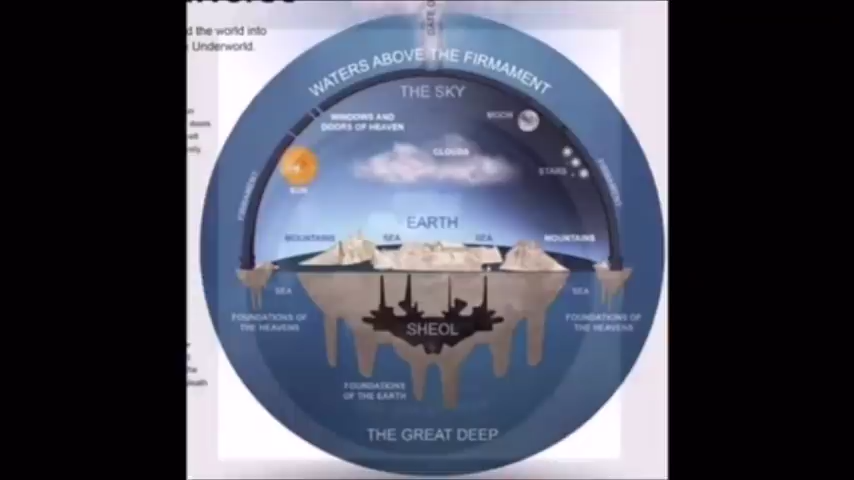 d the world into
Underworld.
GATE O
WATERS ABOVE THE FIRMAMENT
THE SKY
WINDOWS AND
DOORS OF HEAVEN
MOON
CLOUDS
STARS
SUN
FIRMAMENT
FIRMAMENT
EARTH
MOUNTAINS
SEA
SEA
MOUNTAINS
SEA
SEA
FOUNDATIONS OF
THE HEAVENS
FOUNDATIONS OF
THE HEAVENS
SHEOL
FOUNDATIONS
OF THE EARTH
THE GREAT DEEP